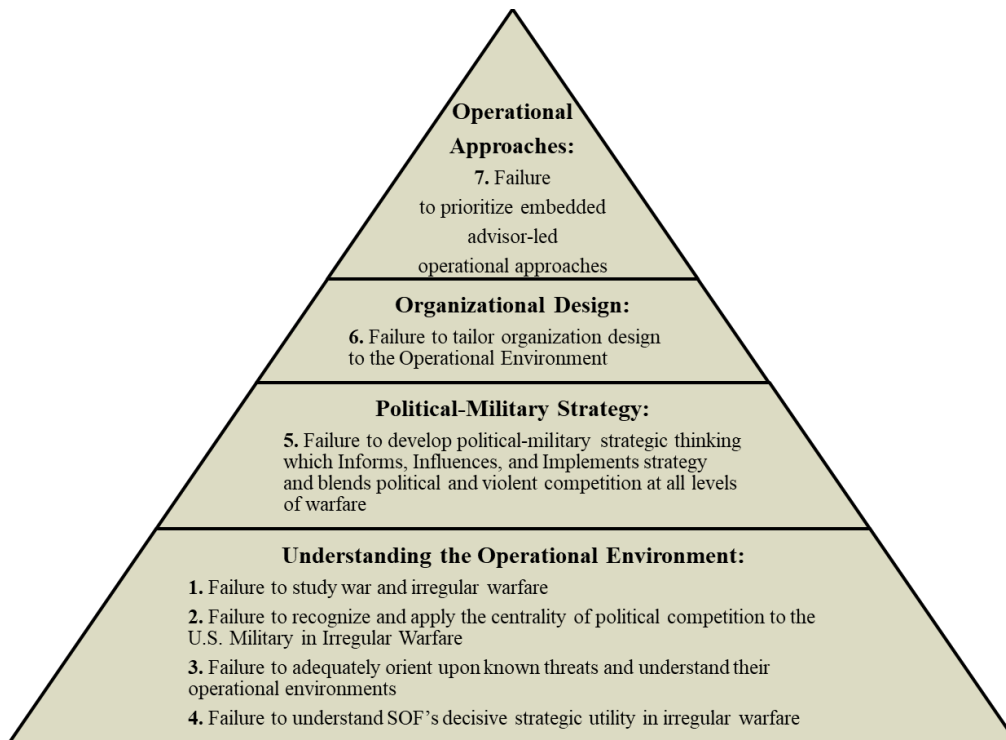 Operational
Approaches:
7. Failure
to prioritize embedded
advisor-led
operational approaches
Organizational Design:
6. Failure to tailor organization design
to the Operational Environment
Political-Military Strategy:
5. Failure to develop political-military strategic thinking
which Informs, Influences, and Implements strategy
and blends political and violent competition at all levels
of warfare
Understanding the Operational Environment:
1. Failure to study war and irregular warfare
2. Failure to recognize and apply the centrality of political competition to the
U.S. Military in Irregular Warfare
3. Failure to adequately orient upon known threats and understand their
operational environments
4. Failure to understand SOF’s decisive strategic utility in irregular warfare